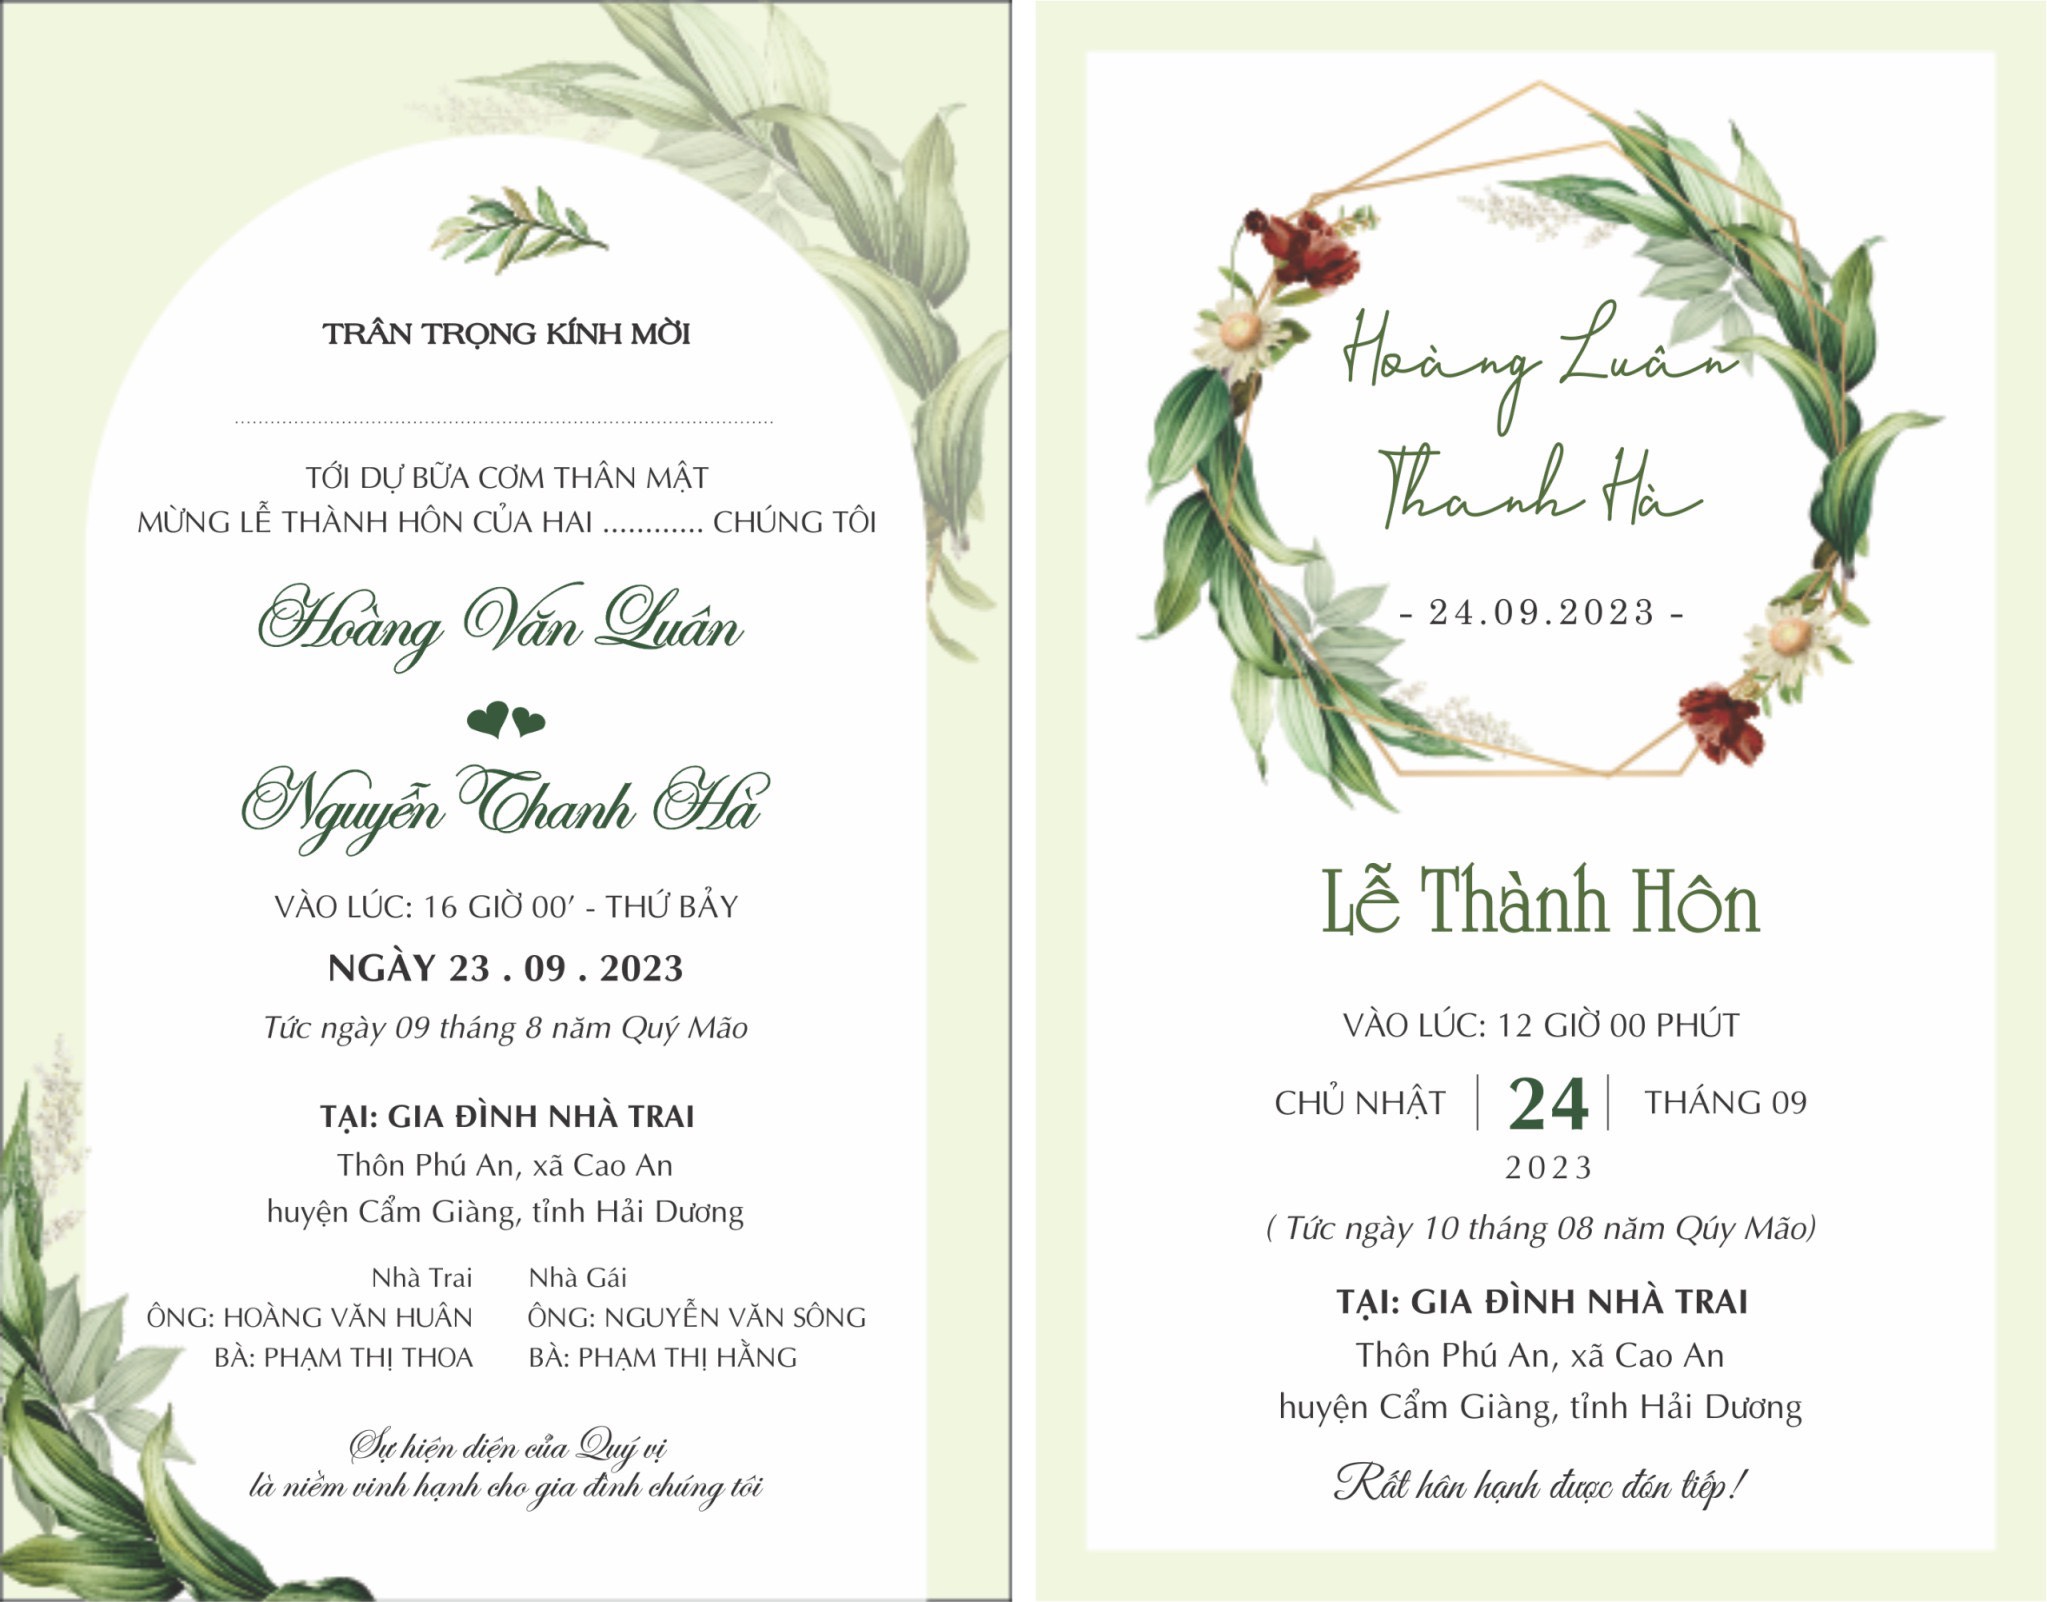 TRÂN TRỌNG KÍNH MỜI
..........................................................................................
TỚI DỰ BỮA CƠM THÂN MẬT
MỪNG LỄ THÀNH HÔN CỦA HAI ............ CHÚNG TÔI
Hoàng Văn Luân
Nguyễn Thanh Hà
VÀO LÚC: 16 GIỜ 00’ - THỨ BẢY
NGÀY 23 . 09 . 2023
Tức ngày 09 tháng 8 năm Quý Mão
TẠI: GIA ĐÌNH NHÀ TRAI
Thôn Phú An, xã Cao An
huyện Cẩm Giàng, tỉnh Hải Dương
Nhà Trai
ÔNG: HOÀNG VĂN HUÂN
BÀ: PHẠM THỊ THOA
Nhà Gái
ÔNG: NGUYỄN VĂN SÔNG
BÀ: PHẠM THỊ HẰNG
Sự hiện diện của Quý vị
là niềm vinh hạnh cho gia đình chúng tôi
Hoàng Luân
Thanh Hà
- 24.09.2023 -
Lễ Thành Hôn
VÀO LÚC: 12 GIỜ 00 PHÚT
CHỦ NHẬT | 24 | THÁNG 09
2023
( Tức ngày 10 tháng 08 năm Qúy Mão)
TẠI: GIA ĐÌNH NHÀ TRAI
Thôn Phú An, xã Cao An
huyện Cẩm Giàng, tỉnh Hải Dương
Rất hân hạnh được đón tiếp!